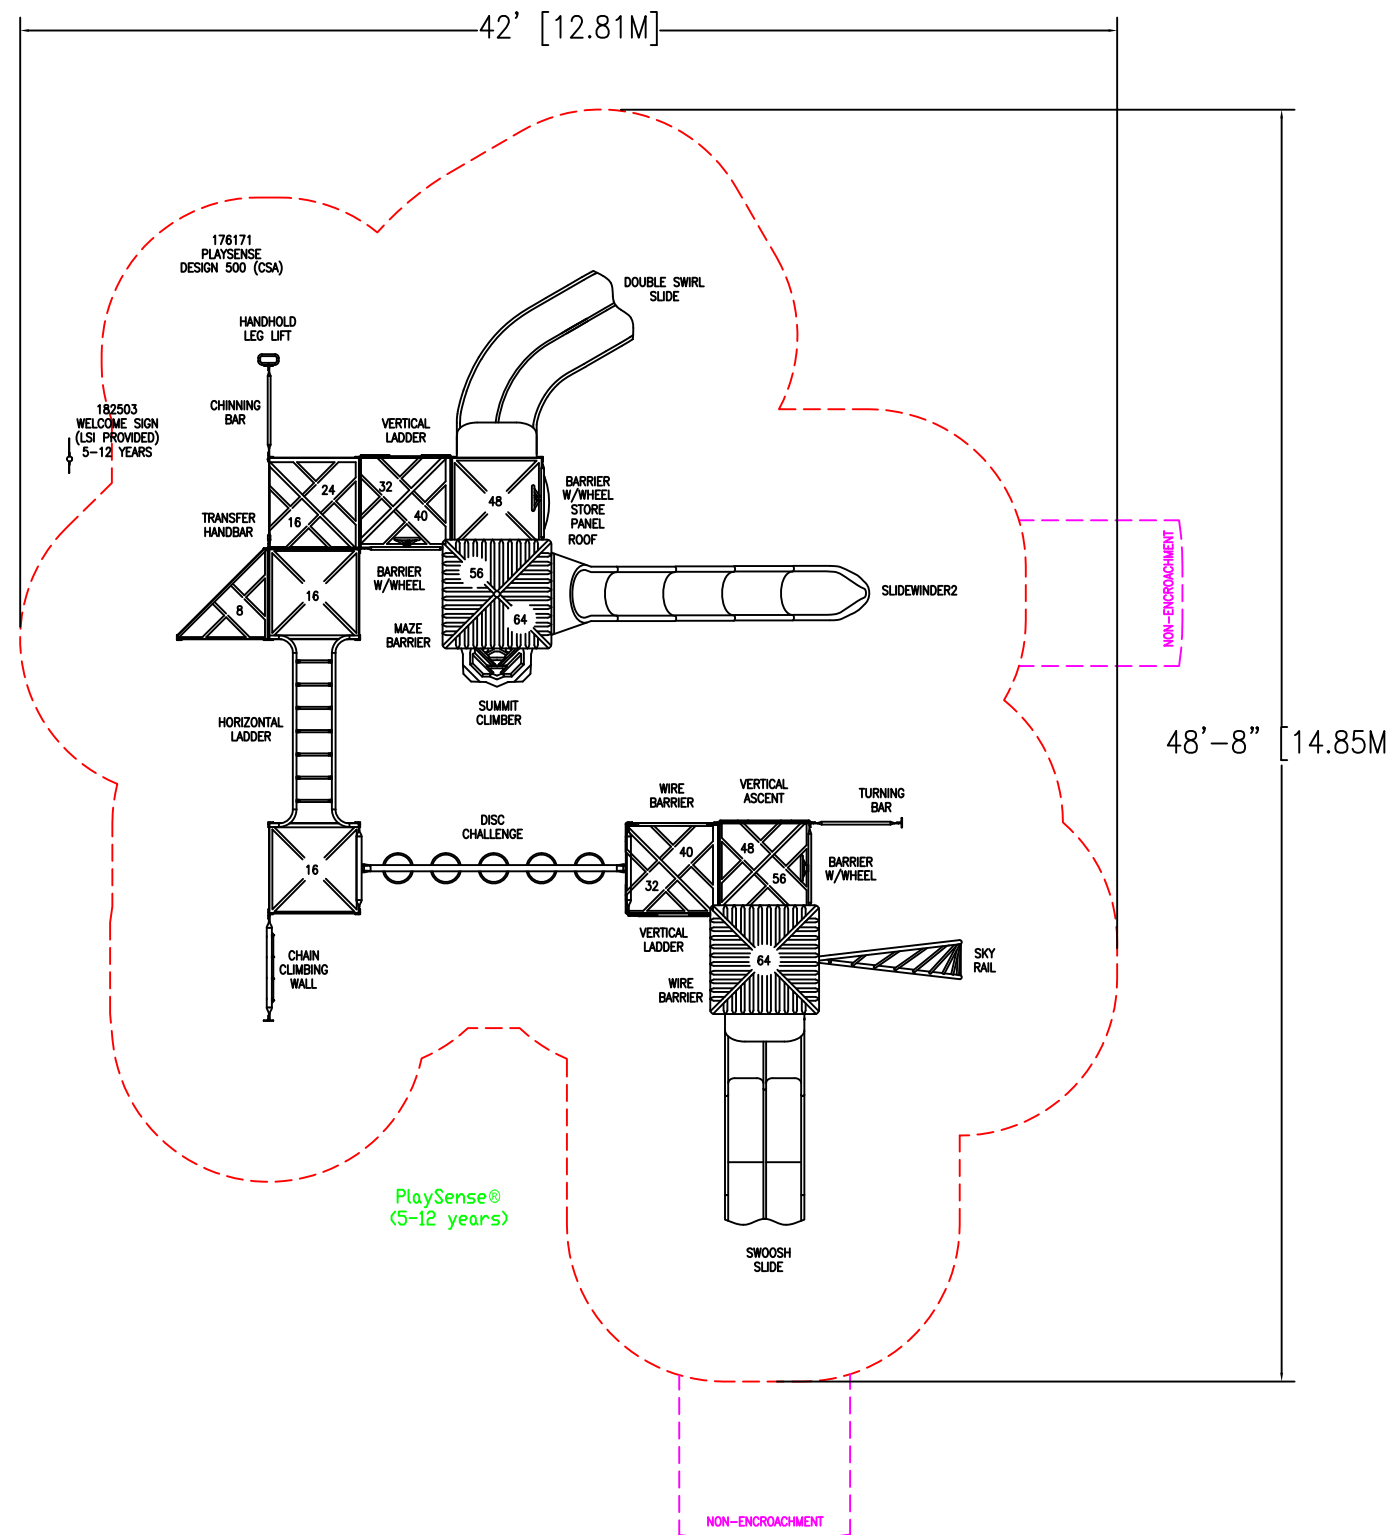 42' [12.81M]
176171
PLAYSENSE
DESIGN 500 (CSA)
DOUBLE SWIRL
SLIDE
HANDHOLD
LEG LIFT
CHINNING
BAR
182503
WELCOME SIGN
(LSI PROVIDED)
5-12 YEARS
VERTICAL
LADDER
24
16
32
40
48
BARRIER
W/WHEEL
STORE
PANEL
ROOF
TRANSFER
HANDBAR
BARRIER
W/WHEEL
56
64
8
16
SLIDEWINDER2
NON-ENCROACHMENT
MAZE
BARRIER
SUMMIT
CLIMBER
HORIZONTAL
LADDER
48'-8" [14.85M
WIRE
BARRIER
VERTICAL
ASCENT
TURNING
BAR
DISC
CHALLENGE
16
40
32
48
56
BARRIER
W/WHEEL
VERTICAL
LADDER
CHAIN
CLIMBING
WALL
WIRE
BARRIER
64
SKY
RAIL
PlaySense®
(5-12 years)
SWOOSH
SLIDE
NON-ENCROACHMENT